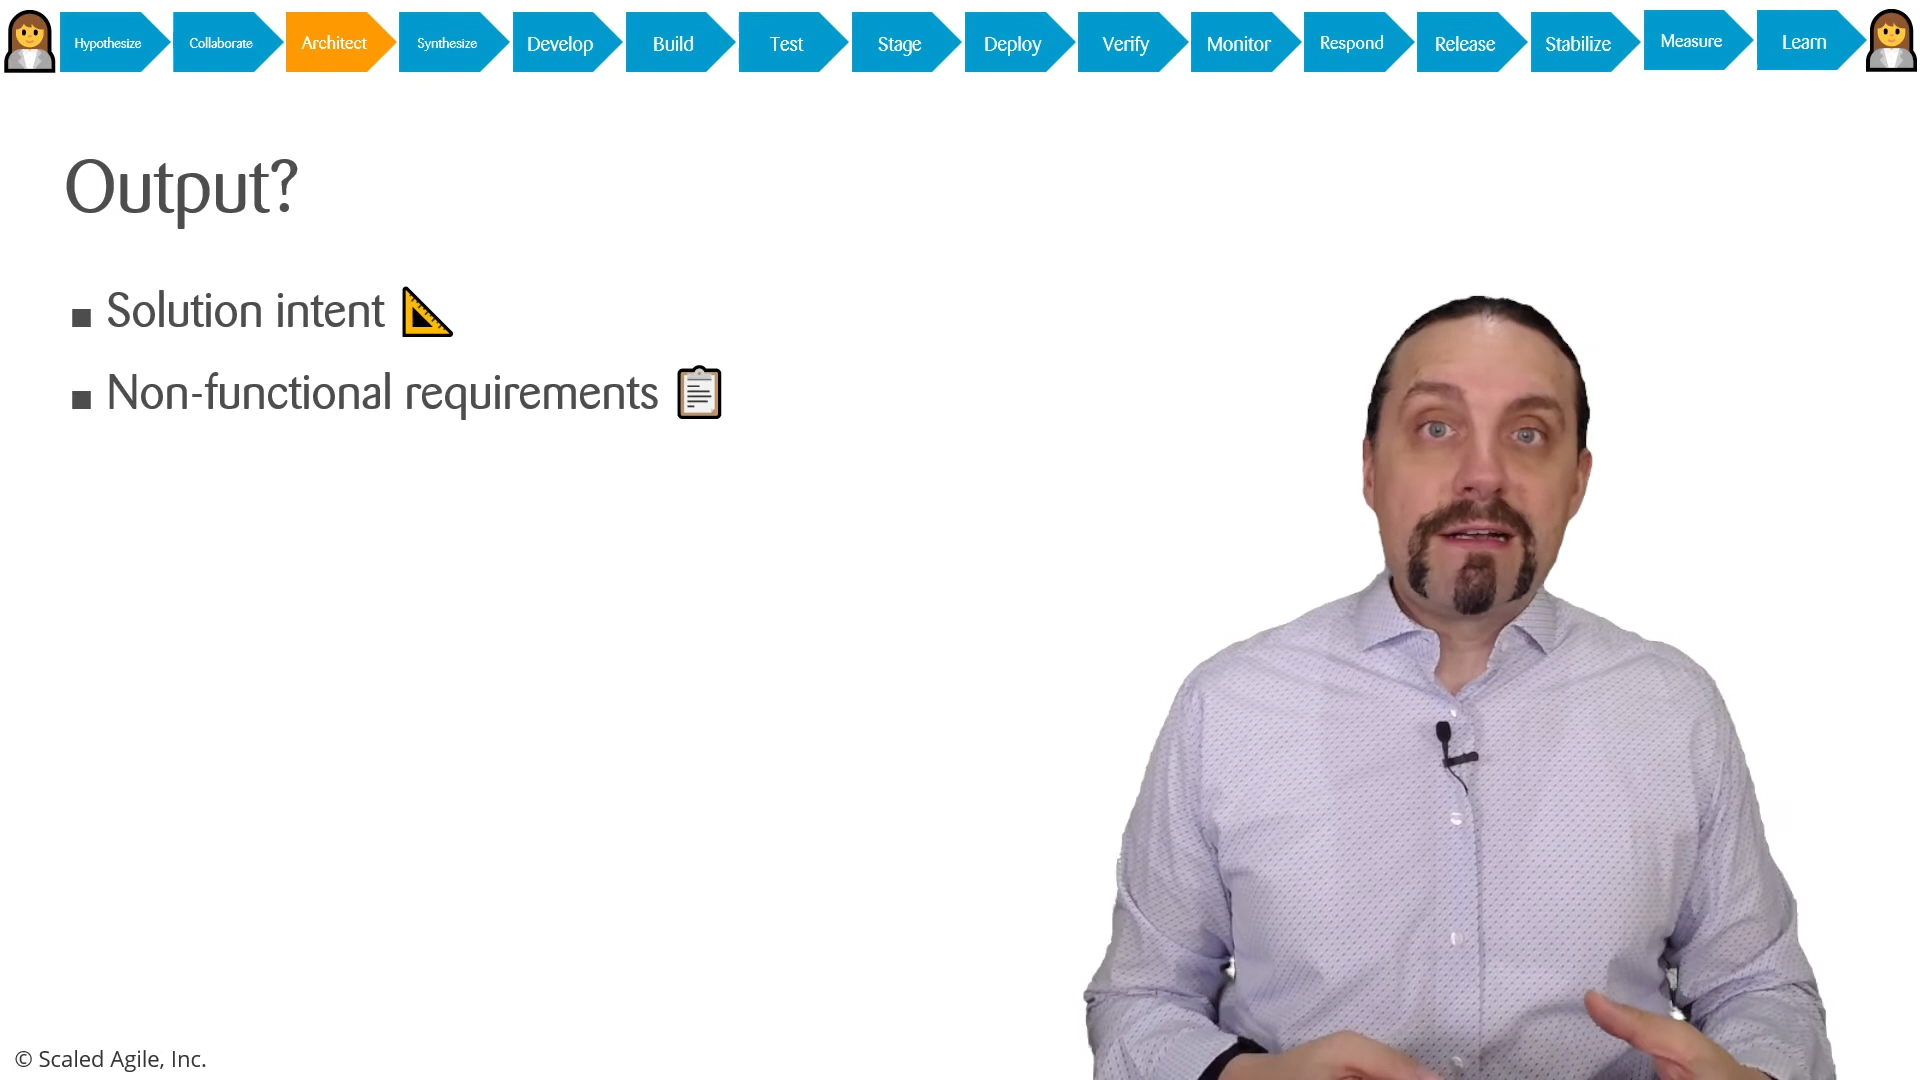 Hypothesize Collaborate Architect Synthesize Develop Build Test Stage Deploy Verify Monitor Respond Release Stabilize Measure Learn
Output?
Solution intent
Non-functional requirements
© Scaled Agile, Inc.